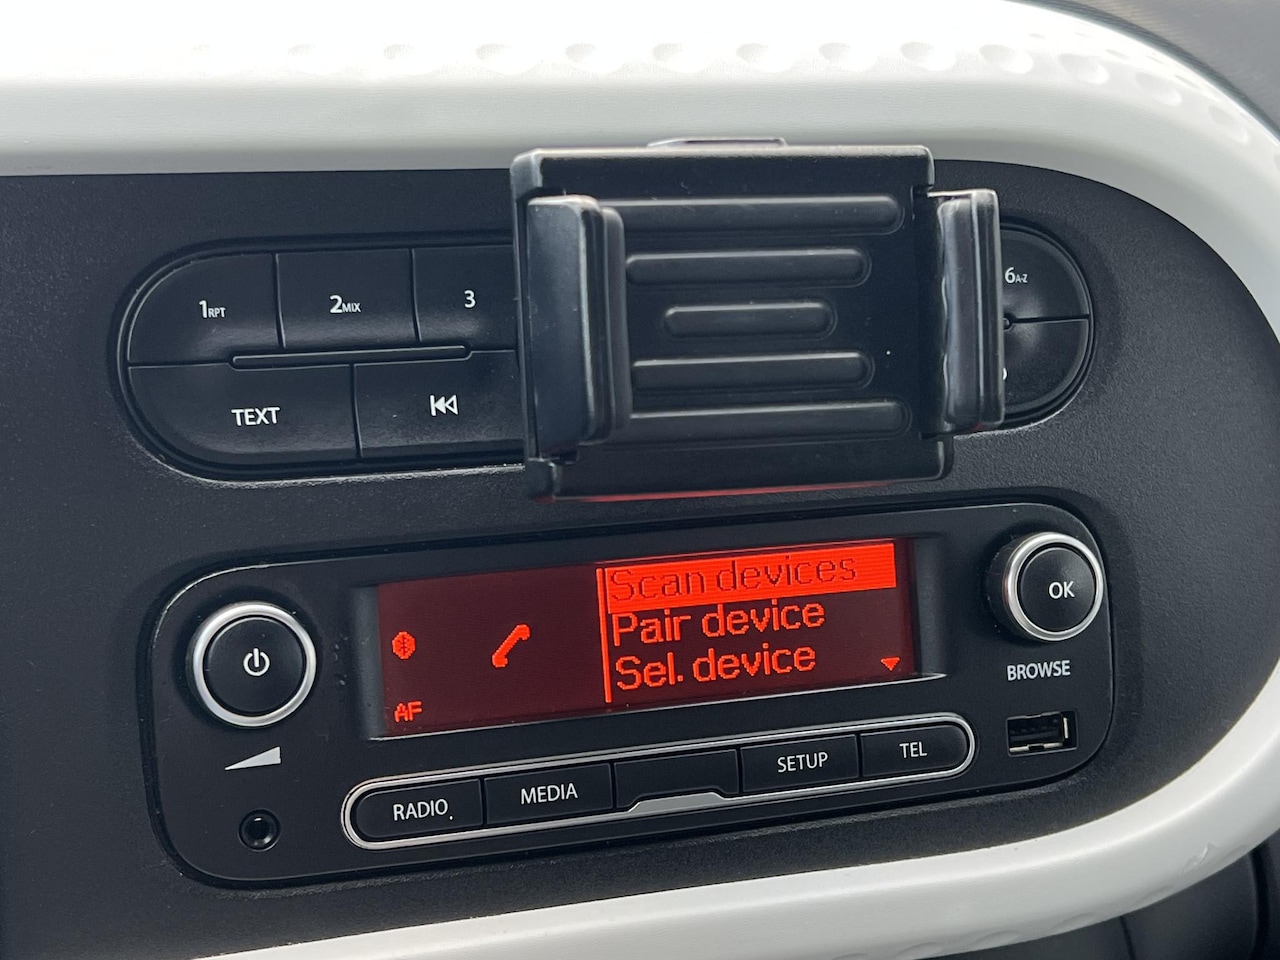 1RPT
2MIX
3
6A-Z
TEXT
Scan devices
Pair device
Sel. device
AF
OK
BROWSE
RADIO
MEDIA
SETUP
TEL